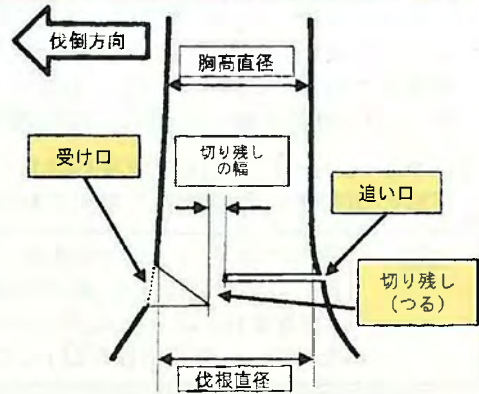 伐倒方向
胸高直径
受け口
切り残し
の幅
追い口
切り残し
(つる)
伐根直径